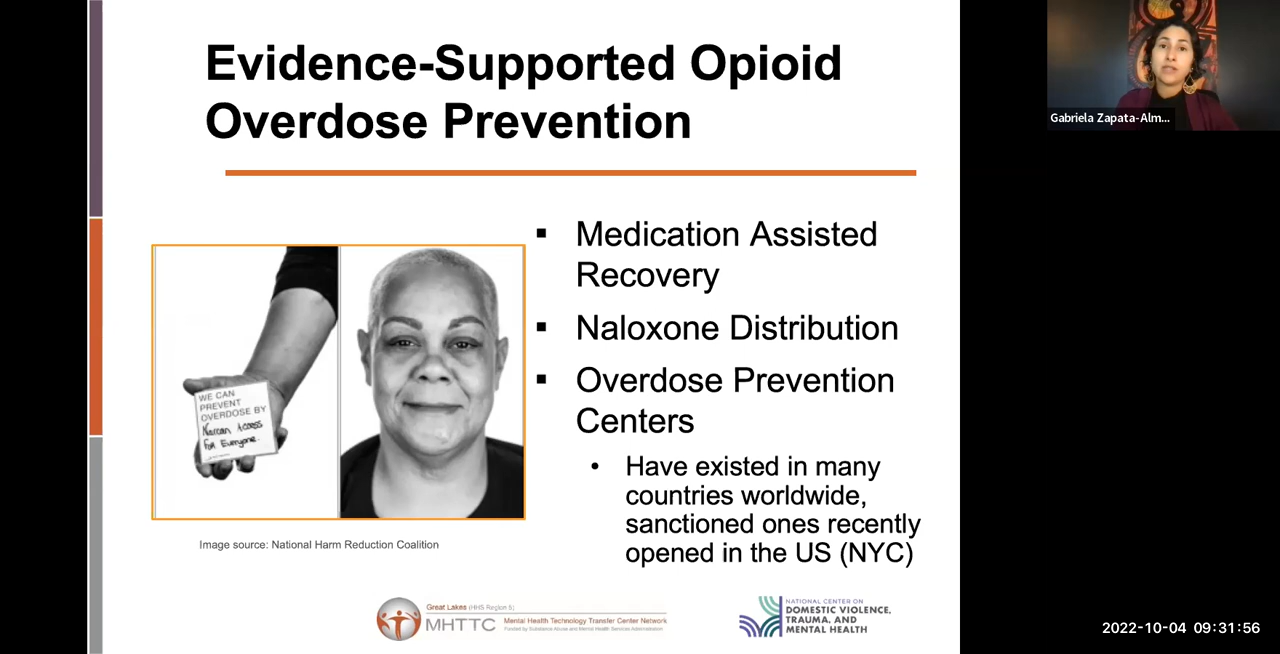 Evidence-Supported Opioid
Overdose Prevention
Gabriela Zapata-Alm...
▪ Medication Assisted
Recovery
▪ Naloxone Distribution
▪ Overdose Prevention
Centers
• Have existed in many
countries worldwide,
sanctioned ones recently
opened in the US (NYC)
WE CAN
PREVENT
OVERDOSE BY
Narcan Access
For Everyone.
Image source: National Harm Reduction Coalition
Great Lakes (HHS Region 5)
MHTTC
Mental Health Technology Transfer Center Network
Funded by Substance Abuse and Mental Health Services Administration
NATIONAL CENTER ON
DOMESTIC VIOLENCE,
TRAUMA, AND
MENTAL HEALTH
2022-10-04 09:31:56